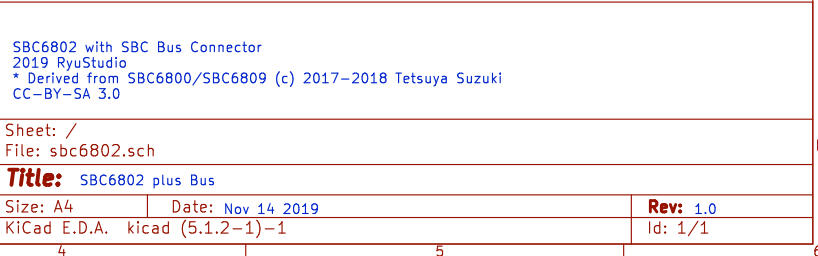 SBC6802 with SBC Bus Connector
2019 RyuStudio
* Derived from SBC6800/SBC6809 (c) 2017-2018 Tetsuya Suzuki
CC-BY-SA 3.0
Sheet: /
File: sbc6802.sch
Title: SBC6802 plus Bus
Size: A4 Date: Nov 14 2019 Rev: 1.0
KiCad E.D.A. kicad (5.1.2-1)-1 Id: 1/1
4 5